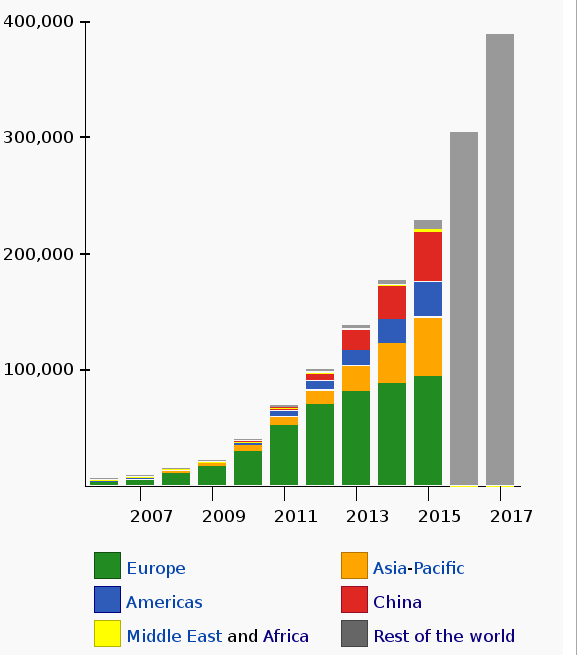 400,000
300,000
200,000
100,000
2007 2009 2011 2013 2015 2017
Europe Asia-Pacific
Americas China
Middle East and Africa Rest of the world